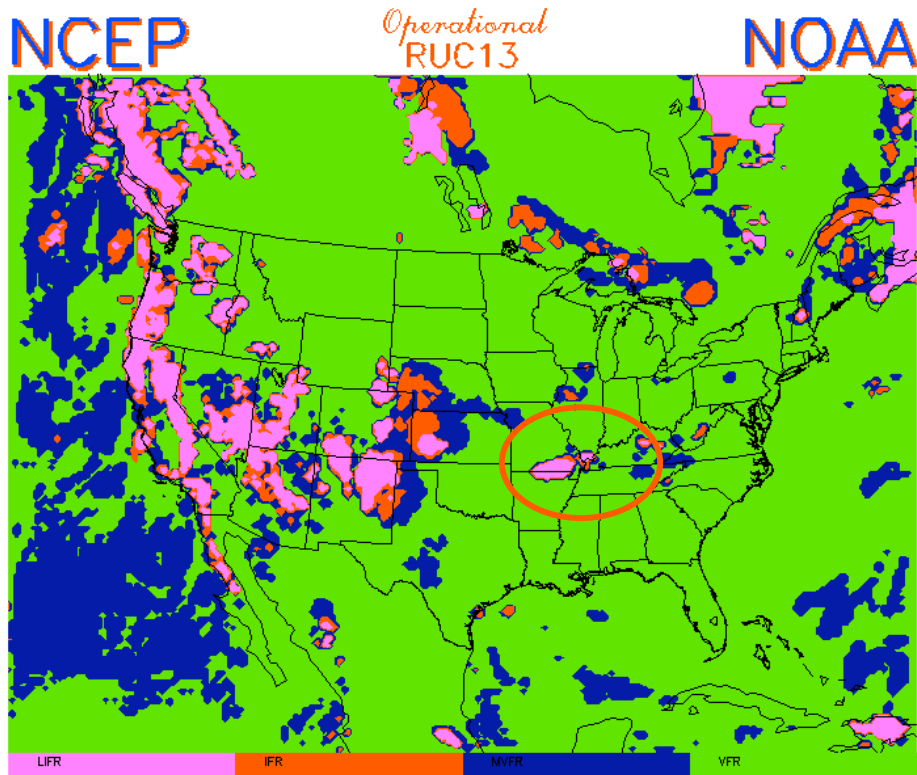 NCEP
Operational
RUC13
NOAA
LIFR
IFR
MVFR
VFR